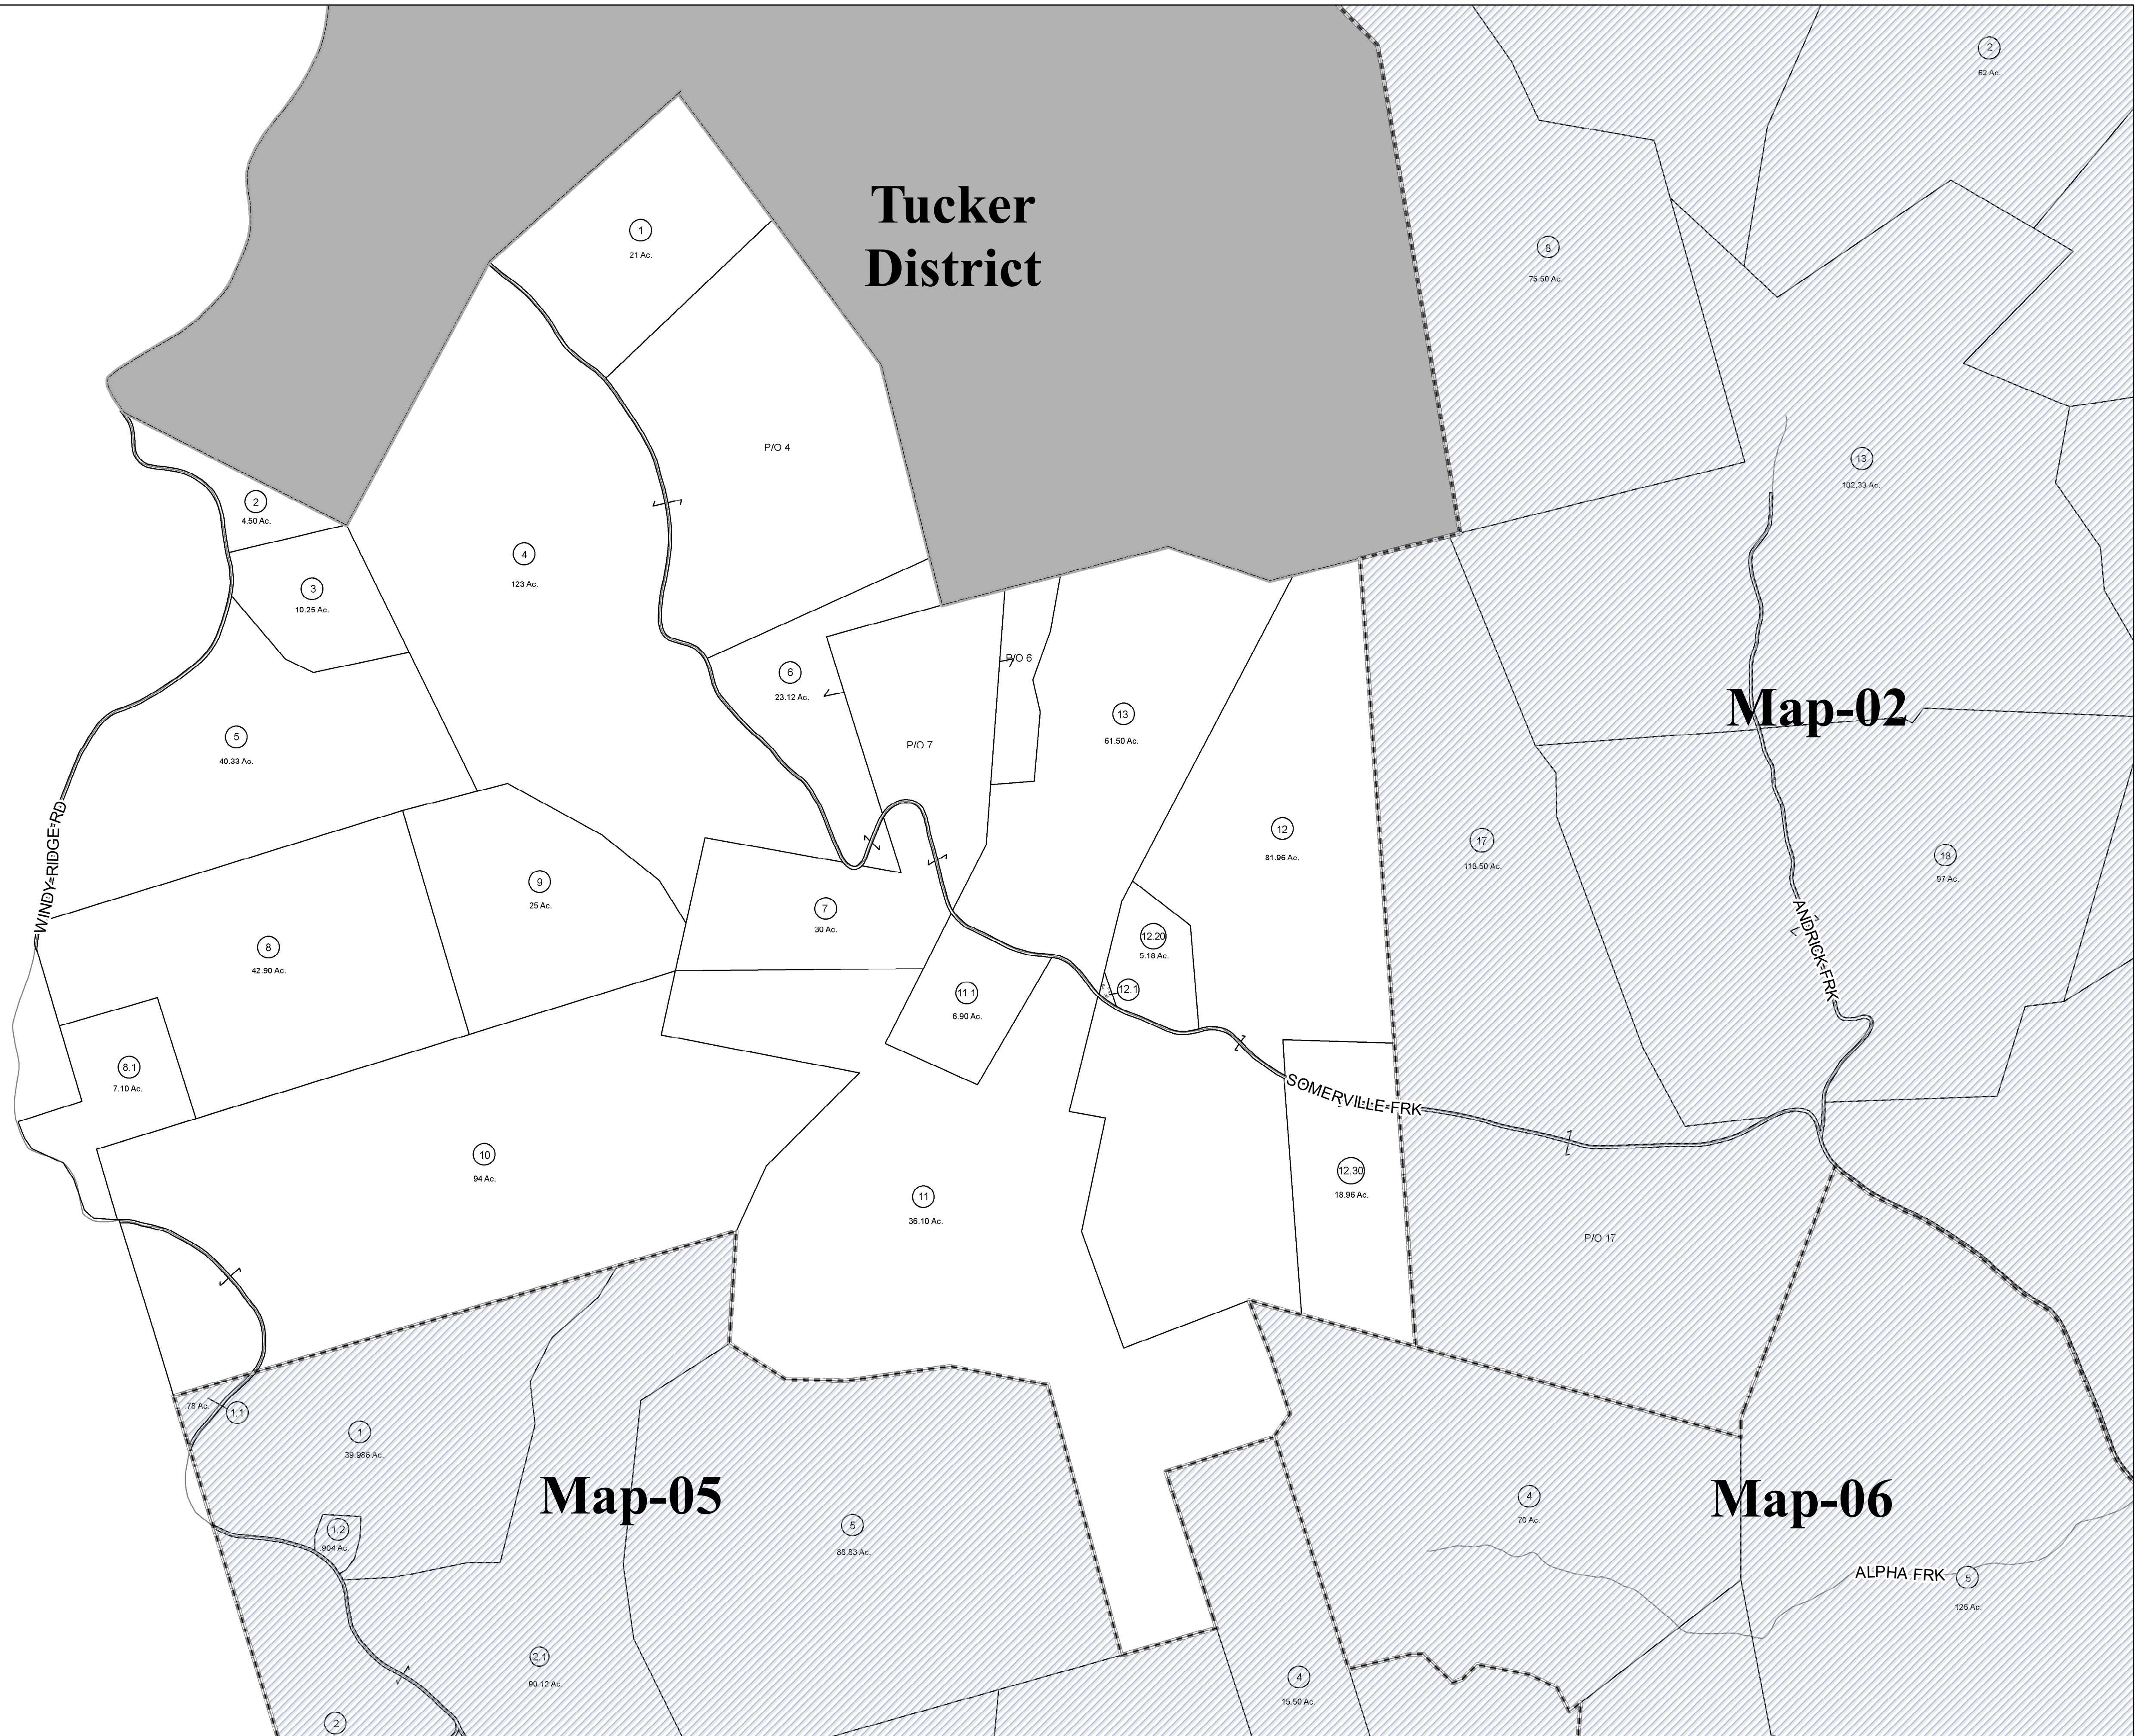 2
62 Ac.
Tucker
District
1
21 Ac.
8
75.50 Ac.
P/O 4
13
102.33 Ac.
2
4.50 Ac.
4
123 Ac.
3
10.25 Ac.
P/O 6
6
23.12 Ac.
13
61.50 Ac.
Map-02
5
40.33 Ac.
P/O 7
12
81.96 Ac.
17
118.50 Ac.
18
97 Ac.
WINDY RIDGE RD
9
25 Ac.
7
30 Ac.
8
42.90 Ac.
12.20
5.18 Ac.
ANDRICK FRK
11.1
6.90 Ac.
12.1
8.1
7.10 Ac.
SOMERVILLE FRK
10
94 Ac.
12.30
18.96 Ac.
11
36.10 Ac.
P/O 17
.78 Ac.
1.1
1
39.986 Ac.
Map-05
Map-06
4
70 Ac.
1.2
.904 Ac.
5
88.83 Ac.
ALPHA FRK
5
126 Ac.
2.1
90.12 Ac.
4
15.50 Ac.
2